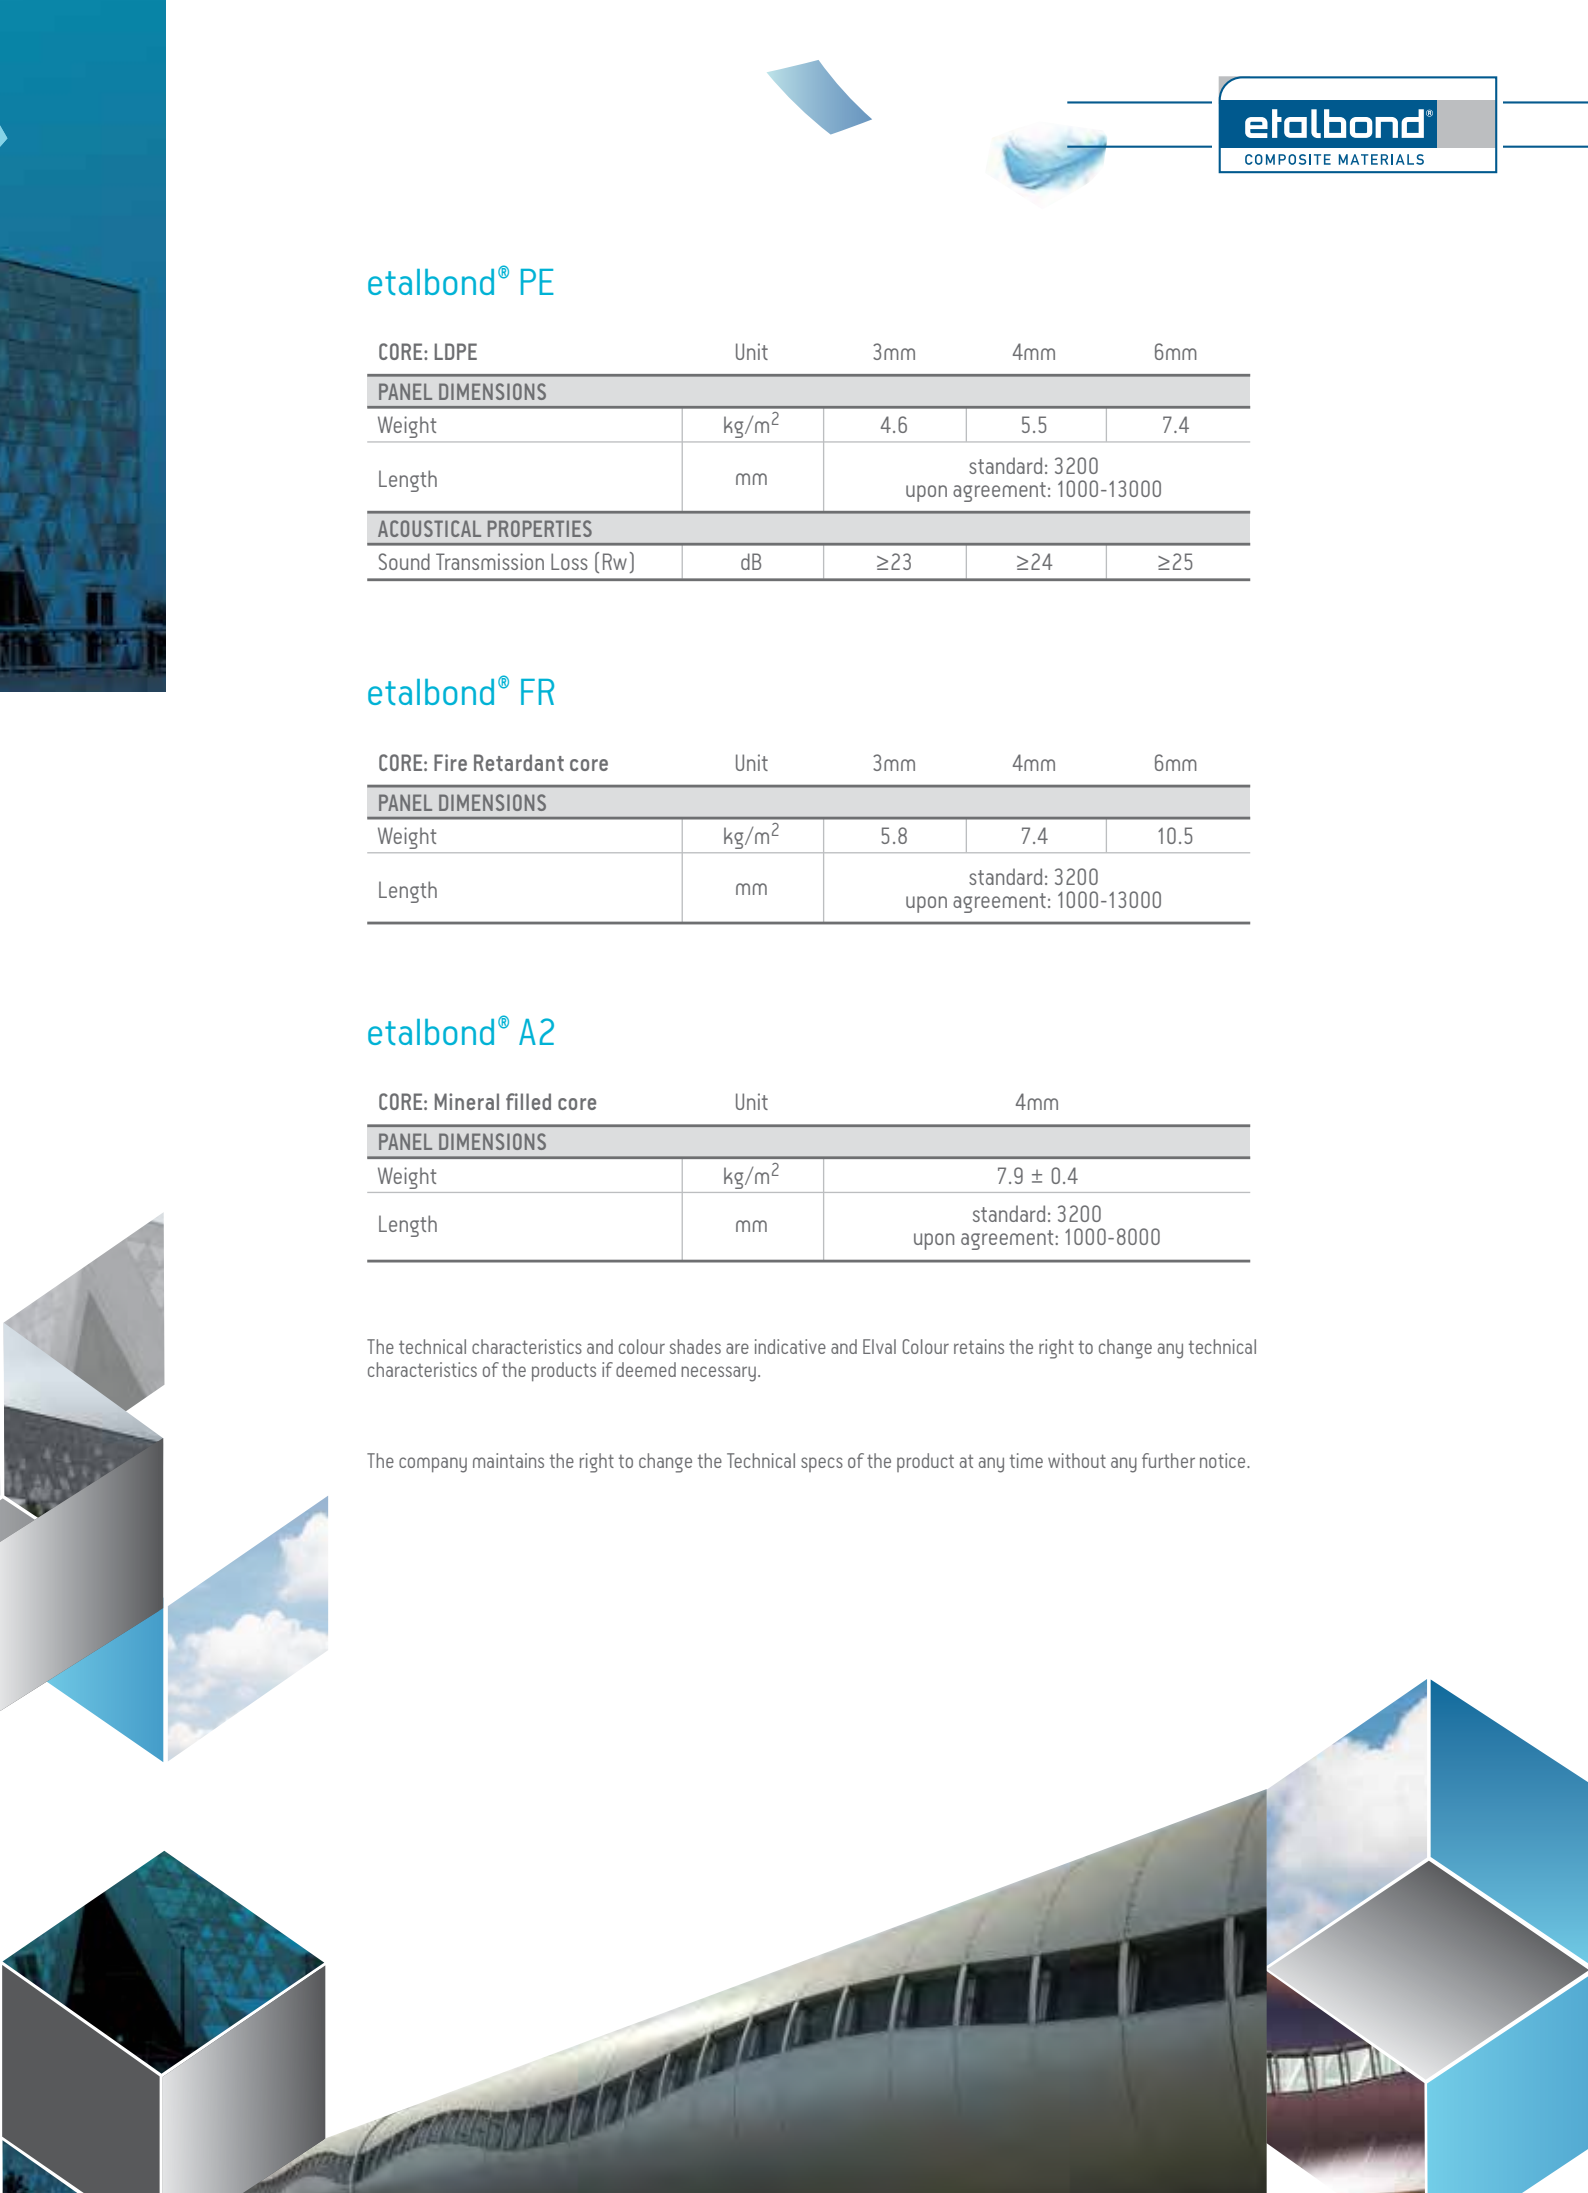 etalbond®
COMPOSITE MATERIALS
etalbond® PE
CORE: LDPE Unit 3mm 4mm 6mm
PANEL DIMENSIONS
Weight kg/m² 4.6 5.5 7.4
Length mm standard: 3200
upon agreement: 1000-13000
ACOUSTICAL PROPERTIES
Sound Transmission Loss (Rw) dB ≥23 ≥24 ≥25
etalbond® FR
CORE: Fire Retardant core Unit 3mm 4mm 6mm
PANEL DIMENSIONS
Weight kg/m² 5.8 7.4 10.5
Length mm standard: 3200
upon agreement: 1000-13000
etalbond® A2
CORE: Mineral filled core Unit 4mm
PANEL DIMENSIONS
Weight kg/m² 7.9 ± 0.4
Length mm standard: 3200
upon agreement: 1000-8000
The technical characteristics and colour shades are indicative and Elval Colour retains the right to change any technical
characteristics of the products if deemed necessary.
The company maintains the right to change the Technical specs of the product at any time without any further notice.